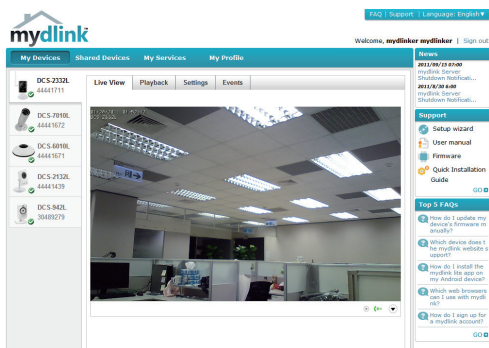 FAQ | Support | Language: English▼
mydlink
Welcome, mydlinker mydlinker | Sign out
My Devices
Shared Devices
My Services
My Profile
DCS-2332L
44441711
DCS-7010L
44441672
DCS-6010L
44441671
DCS-2132L
44441439
DCS-942L
30489279
Live View
Playback
Settings
Events
DCS-2332L
News
2011/09/15 07:00
mydlink Server
Shutdown Notificati...
2011/8/30 6:00
mydlink Server
Shutdown Notificati...
Support
Setup wizard
User manual
Firmware
Quick Installation
Guide
GO
Top 5 FAQs
How do I update my
device's firmware m
anually?
Which device does t
he mydlink website s
upport?
How do I install the
mydlink lite app on
my Android device?
Which web browsers
can I use with mydli
nk?
How do I sign up for
a mydlink account?
GO